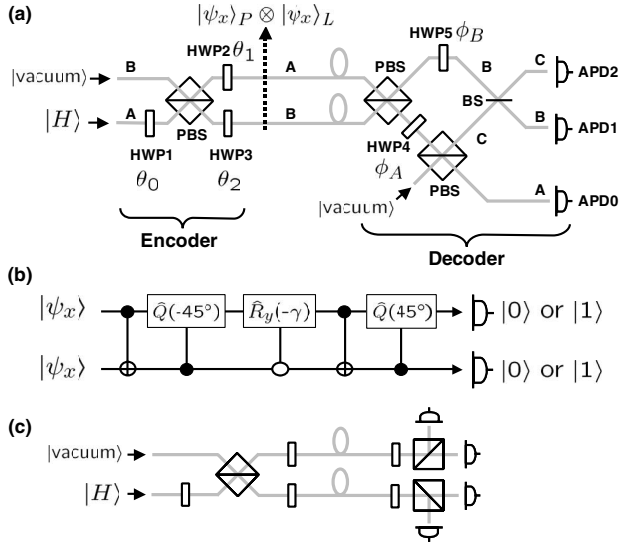 (a)
|ψx⟩P ⊗ |ψx⟩L
HWP5 ϕB
HWP2 θ1
PBS
B
A
B
C
APD2
|vacuum⟩
BS
|H⟩
A
PBS
B
C
B
APD1
HWP1
HWP3
HWP4
θ0
θ2
ϕA
PBS
A
APD0
|vacuum⟩
Encoder
Decoder
(b)
|ψx⟩
Q̂(-45°)
R̂y(-γ)
Q̂(45°)
|0⟩ or |1⟩
|ψx⟩
|0⟩ or |1⟩
(c)
|vacuum⟩
|H⟩